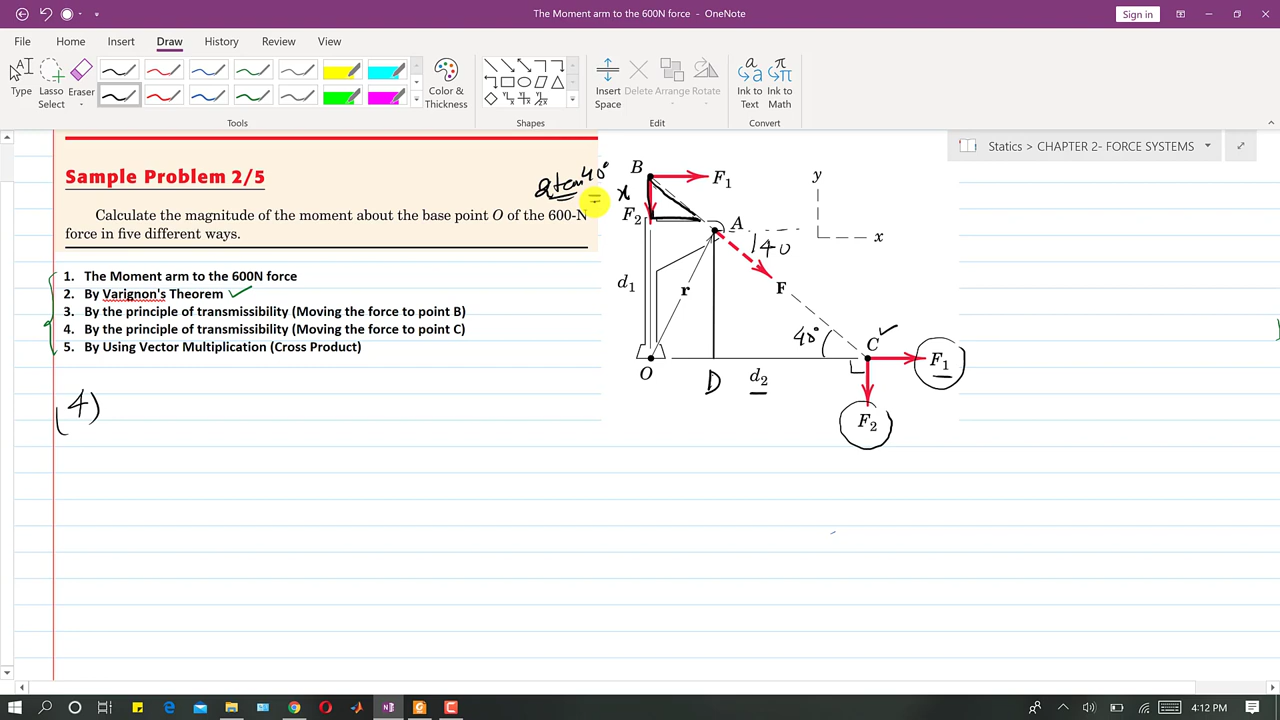 The Moment arm to the 600N force - OneNote
Sign in
File Home Insert Draw History Review View
Type
Lasso Select
Eraser
Color & Thickness
Insert Space
Delete
Arrange
Rotate
Ink to Text
Ink to Math
Tools
Shapes
Edit
Convert
Statics > CHAPTER 2- FORCE SYSTEMS
Sample Problem 2/5
Calculate the magnitude of the moment about the base point O of the 600-N
force in five different ways.
1. The Moment arm to the 600N force
2. By Varignon's Theorem
3. By the principle of transmissibility (Moving the force to point B)
4. By the principle of transmissibility (Moving the force to point C)
5. By Using Vector Multiplication (Cross Product)
(4)
2tan40°
=
x
B
F1
F2
A
40
y
x
d1
r
F
40°
C
F1
O
D
d2
F2
4:12 PM